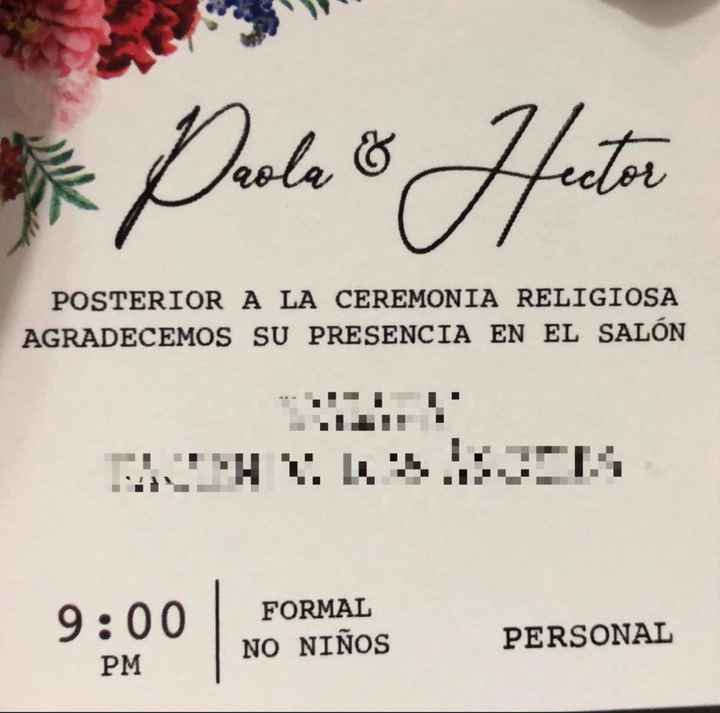 Paola & Hector
POSTERIOR A LA CEREMONIA RELIGIOSA
AGRADECEMOS SU PRESENCIA EN EL SALÓN
9:00
PM
FORMAL
NO NIÑOS
PERSONAL